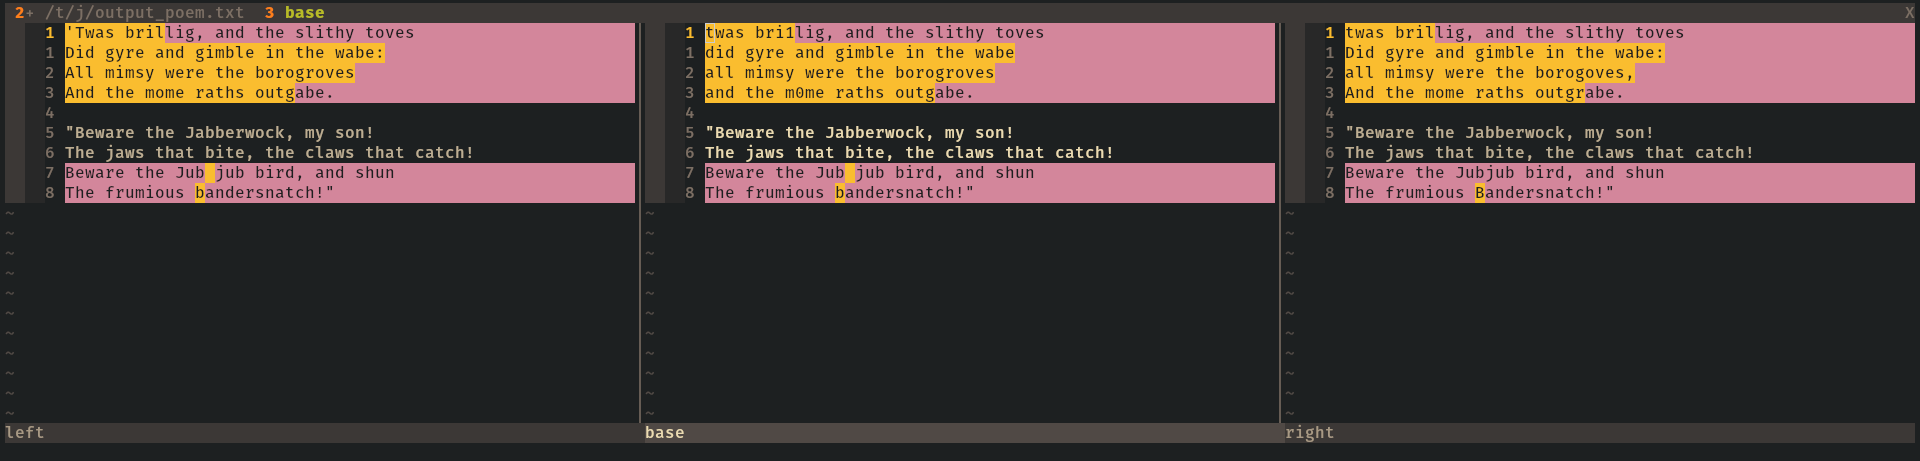 2+ /t/j/output_poem.txt 3 base X
1 'Twas brillig, and the slithy toves
1 Did gyre and gimble in the wabe:
2 All mimsy were the borogroves
3 And the mome raths outgabe.
4
5 "Beware the Jabberwock, my son!
6 The jaws that bite, the claws that catch!
7 Beware the Jub jub bird, and shun
8 The frumious bandersnatch!"
~
~
~
~
~
~
~
~
~
~
~
left
1 twas bri1lig, and the slithy toves
1 did gyre and gimble in the wabe
2 all mimsy were the borogroves
3 and the m0me raths outgabe.
4
5 "Beware the Jabberwock, my son!
6 The jaws that bite, the claws that catch!
7 Beware the Jub jub bird, and shun
8 The frumious bandersnatch!"
~
~
~
~
~
~
~
~
~
~
~
base
1 twas brillig, and the slithy toves
1 Did gyre and gimble in the wabe:
2 all mimsy were the borogoves,
3 And the mome raths outgrabe.
4
5 "Beware the Jabberwock, my son!
6 The jaws that bite, the claws that catch!
7 Beware the Jubjub bird, and shun
8 The frumious Bandersnatch!"
~
~
~
~
~
~
~
~
~
~
~
right